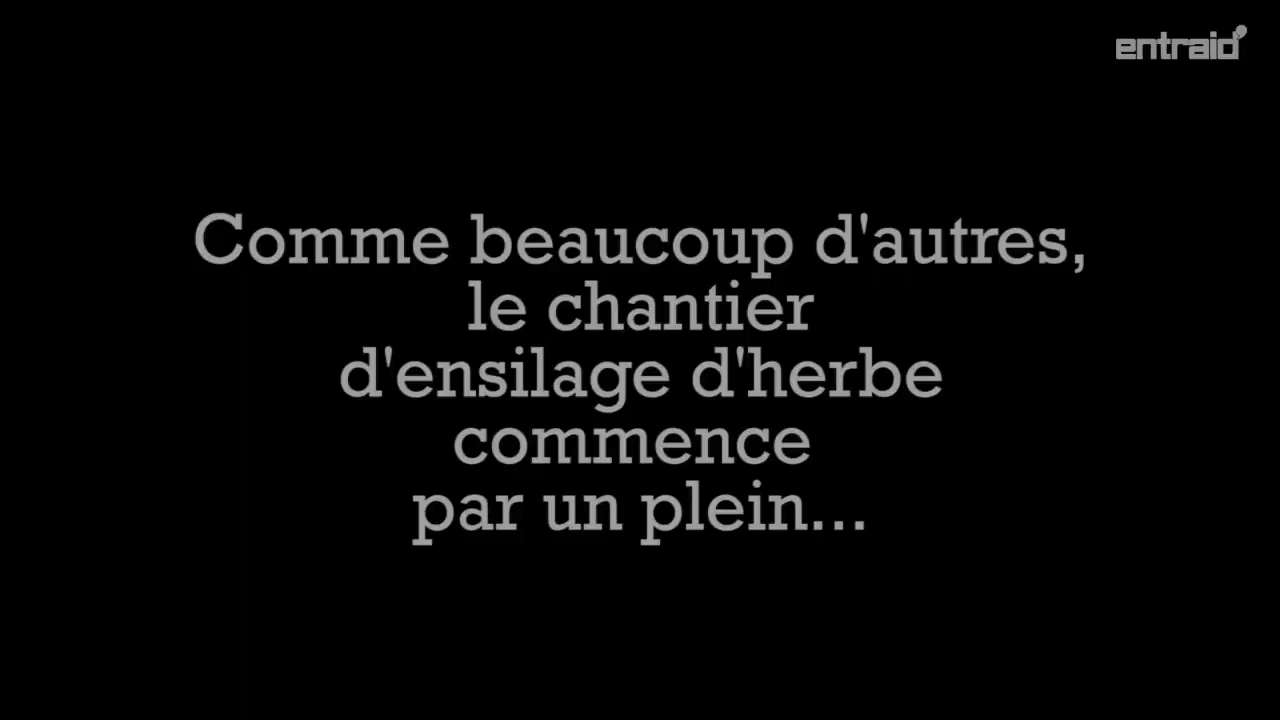 entraid
Comme beaucoup d'autres,
le chantier
d'ensilage d'herbe
commence
par un plein...